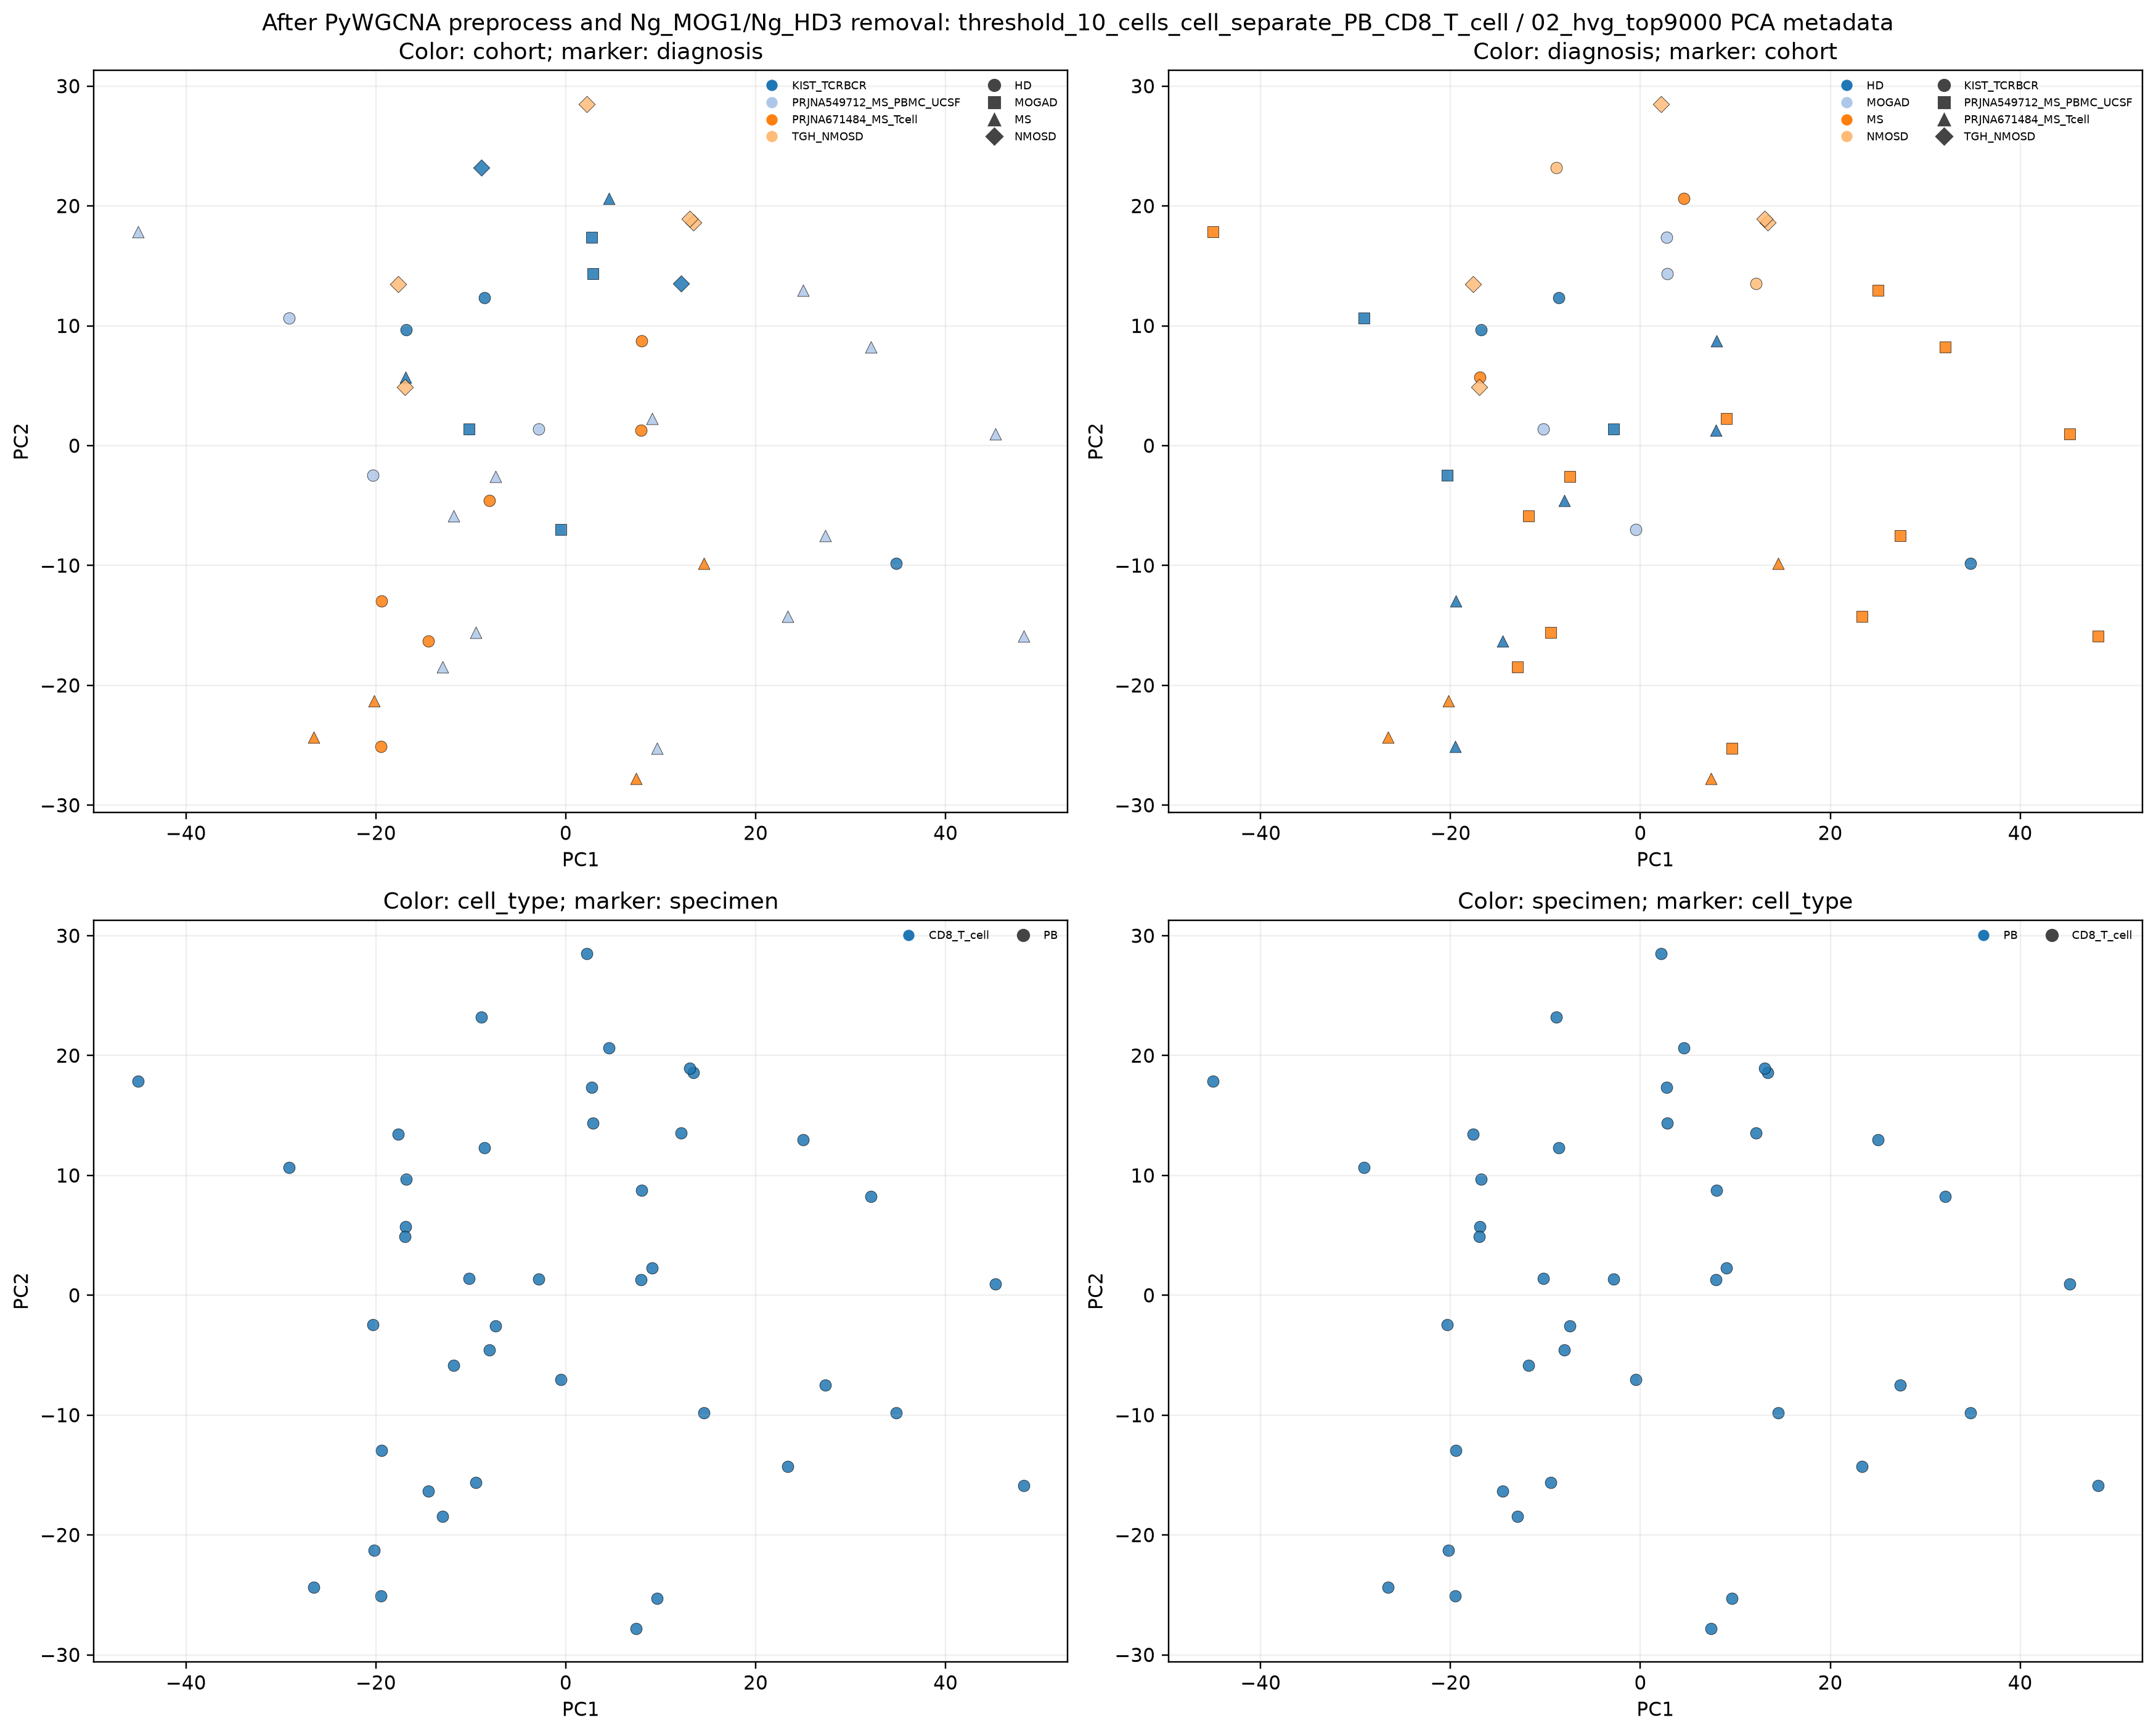 After PyWGCNA preprocess and Ng_MOG1/Ng_HD3 removal: threshold_10_cells_cell_separate_PB_CD8_T_cell / 02_hvg_top9000 PCA metadata
Color: cohort; marker: diagnosis
KIST_TCRBCR
PRJNA549712_MS_PBMC_UCSF
PRJNA671484_MS_Tcell
TGH_NMOSD
HD
MOGAD
MS
NMOSD
30
20
10
0
−10
−20
−30
PC2
−40
−20
0
20
40
PC1
Color: diagnosis; marker: cohort
HD
MOGAD
MS
NMOSD
KIST_TCRBCR
PRJNA549712_MS_PBMC_UCSF
PRJNA671484_MS_Tcell
TGH_NMOSD
30
20
10
0
−10
−20
−30
PC2
−40
−20
0
20
40
PC1
Color: cell_type; marker: specimen
CD8_T_cell
PB
30
20
10
0
−10
−20
−30
PC2
−40
−20
0
20
40
PC1
Color: specimen; marker: cell_type
PB
CD8_T_cell
30
20
10
0
−10
−20
−30
PC2
−40
−20
0
20
40
PC1